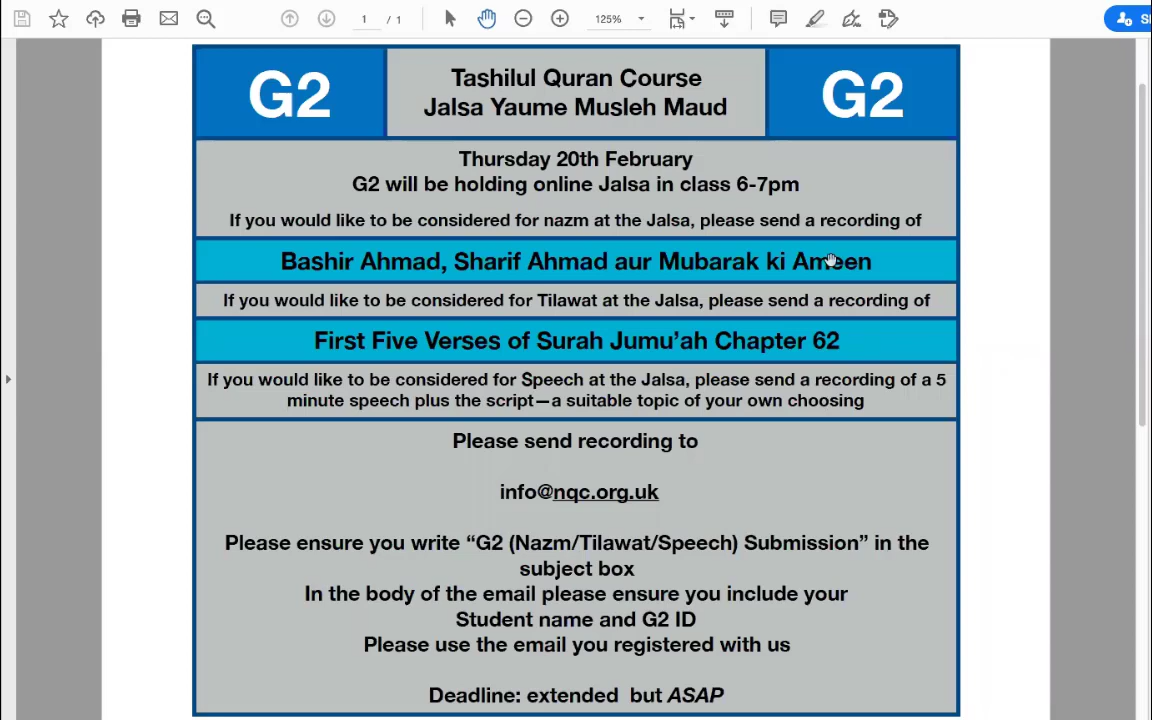 1 / 1
125%
G2
Tashilul Quran Course
Jalsa Yaume Musleh Maud
G2
Thursday 20th February
G2 will be holding online Jalsa in class 6-7pm
If you would like to be considered for nazm at the Jalsa, please send a recording of
Bashir Ahmad, Sharif Ahmad aur Mubarak ki Ameen
If you would like to be considered for Tilawat at the Jalsa, please send a recording of
First Five Verses of Surah Jumu’ah Chapter 62
If you would like to be considered for Speech at the Jalsa, please send a recording of a 5
minute speech plus the script—a suitable topic of your own choosing
Please send recording to
info@nqc.org.uk
Please ensure you write “G2 (Nazm/Tilawat/Speech) Submission” in the
subject box
In the body of the email please ensure you include your
Student name and G2 ID
Please use the email you registered with us
Deadline: extended  but ASAP